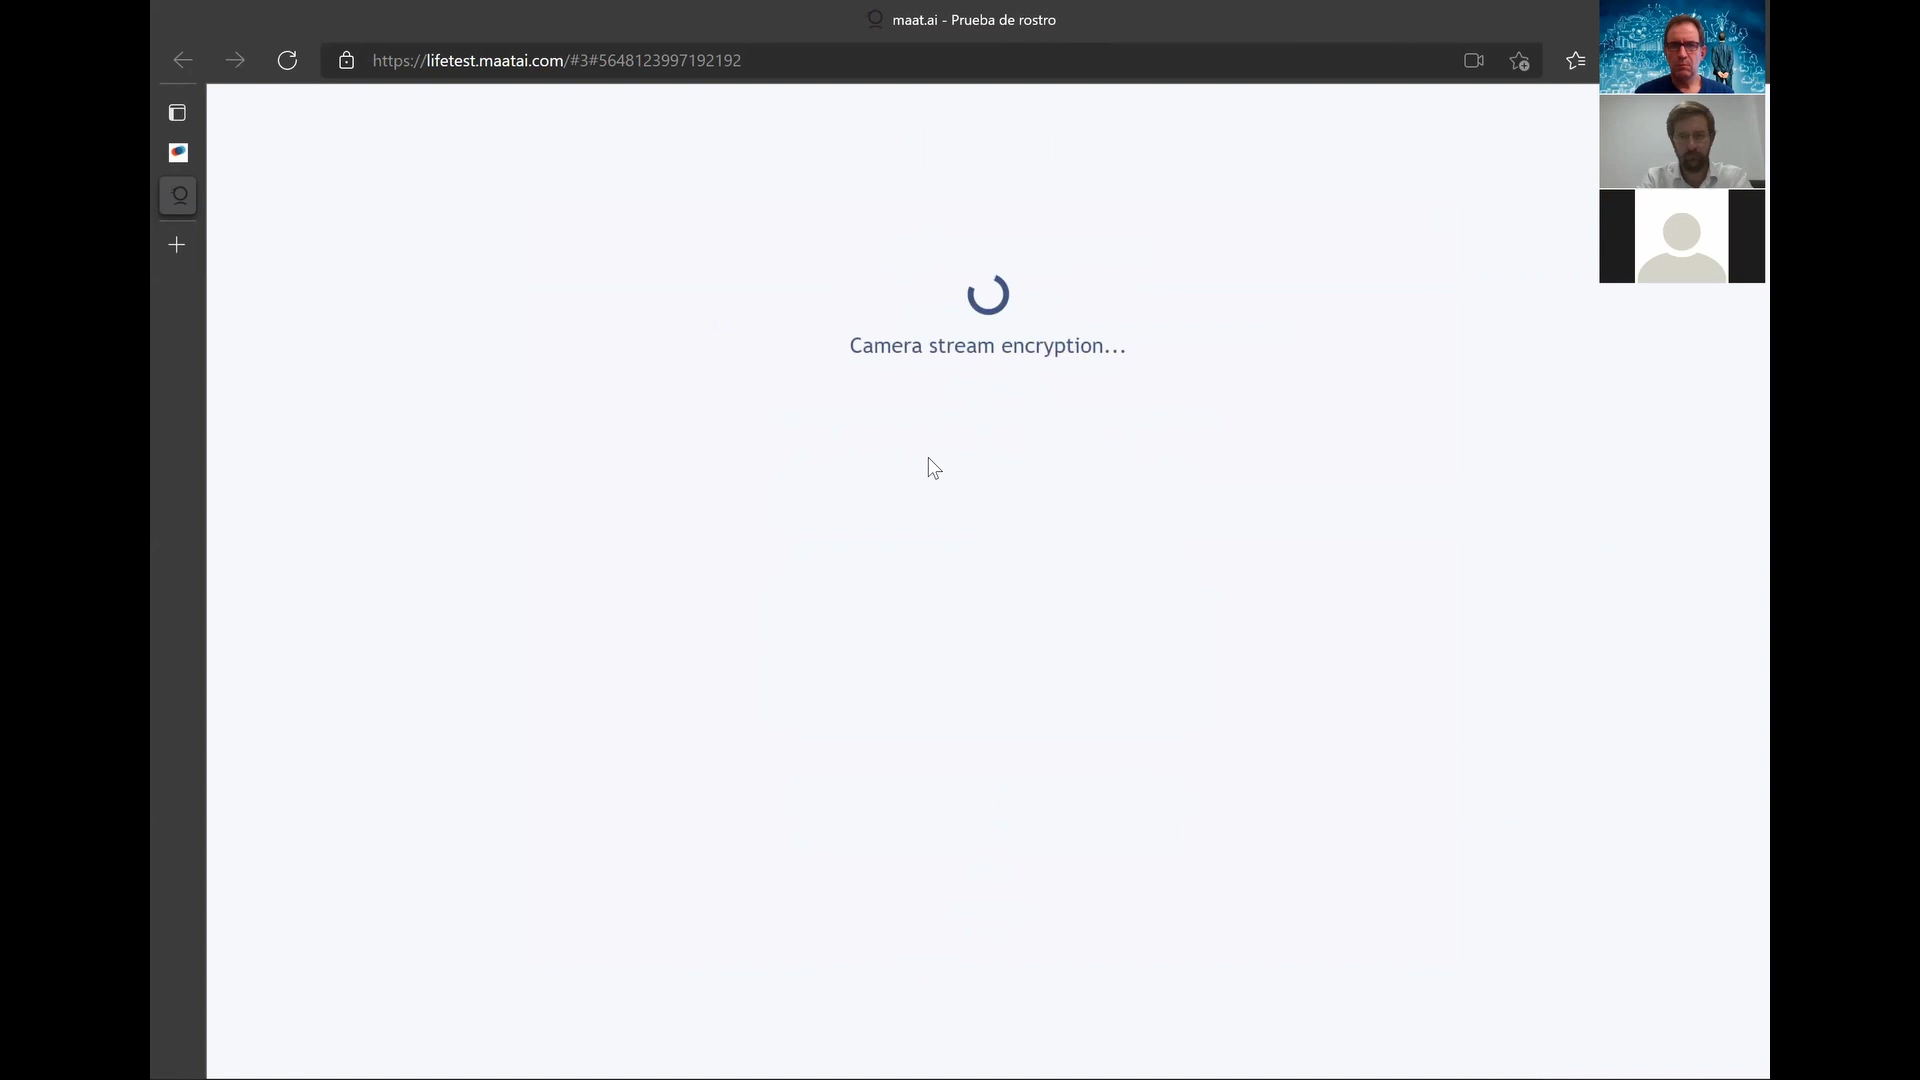 maat.ai - Prueba de rostro
https://lifetest.maatai.com/#3#5648123997192192
Camera stream encryption...